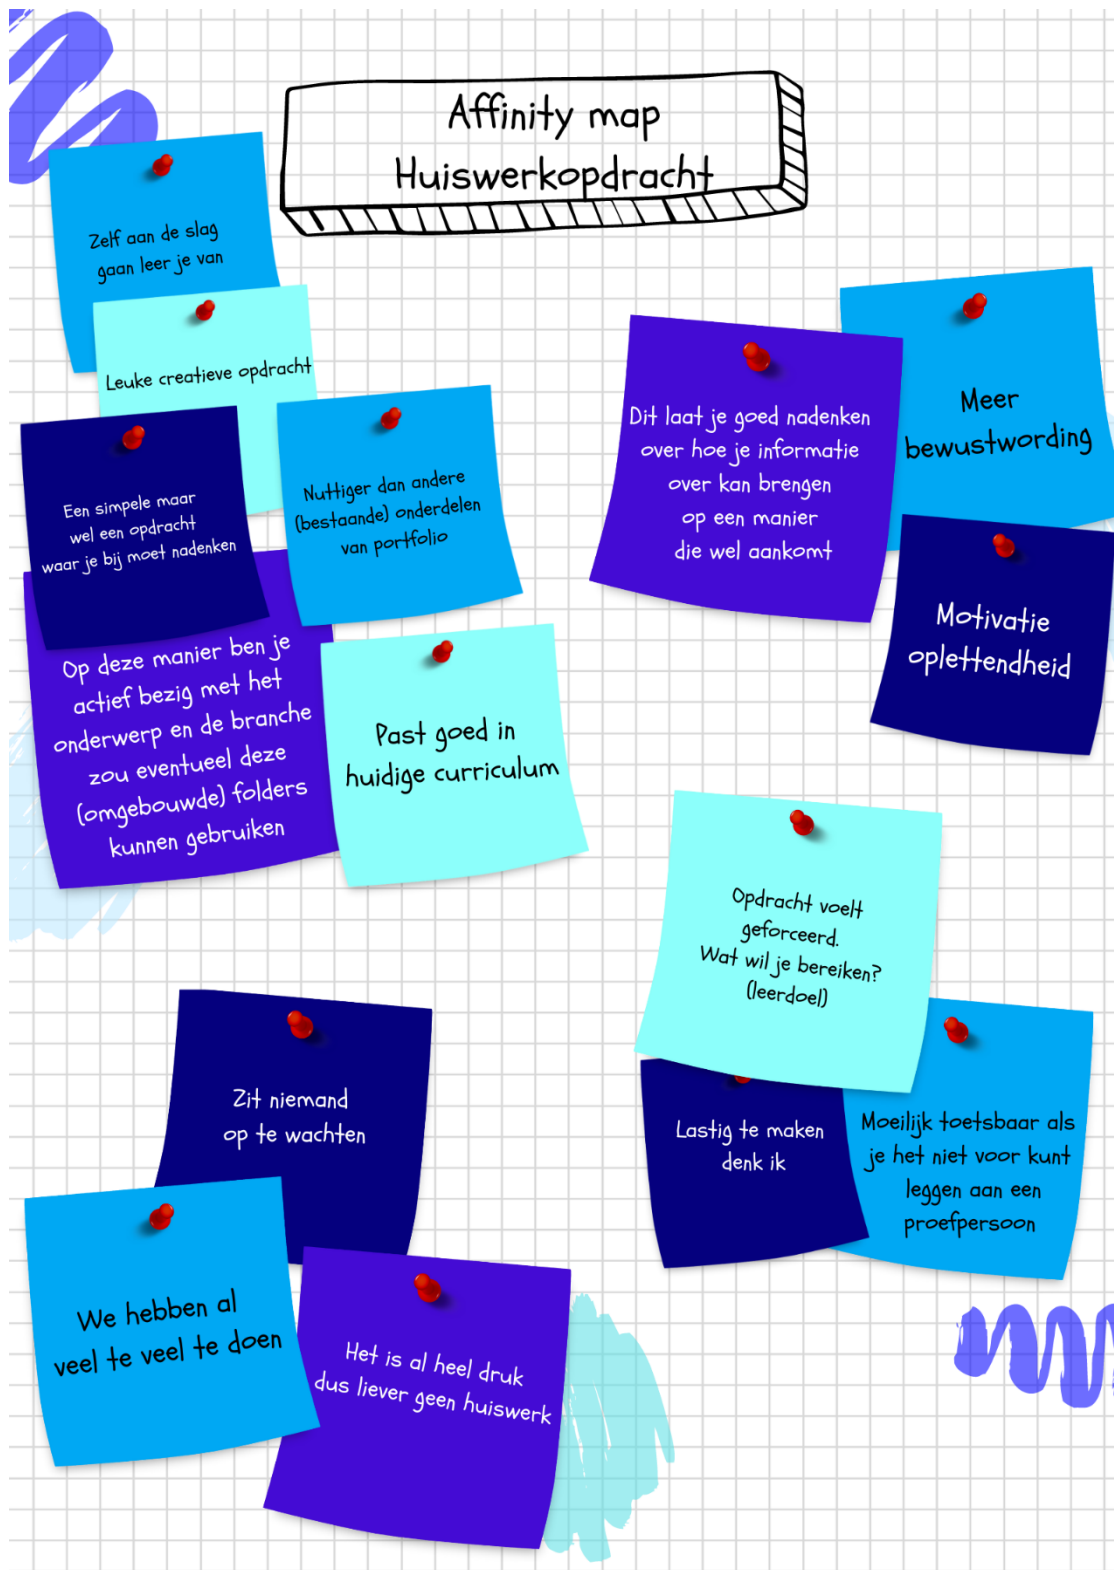 Affinity map
Huiswerkopdracht
Zelf aan de slag
gaan leer je van
Leuke creatieve opdracht
Een simpele maar
wel een opdracht
waar je bij moet nadenken
Nuttiger dan andere
(bestaande) onderdelen
van portfolio
Op deze manier ben je
actief bezig met het
onderwerp en de branche
zou eventueel deze
(omgebouwde) folders
kunnen gebruiken
Past goed in
huidige curriculum
Dit laat je goed nadenken
over hoe je informatie
over kan brengen
op een manier
die wel aankomt
Meer
bewustwording
Motivatie
oplettendheid
Opdracht voelt
geforceerd.
Wat wil je bereiken?
(leerdoel)
Lastig te maken
denk ik
Moeilijk toetsbaar als
je het niet voor kunt
leggen aan een
proefpersoon
Zit niemand
op te wachten
We hebben al
veel te veel te doen
Het is al heel druk
dus liever geen huiswerk